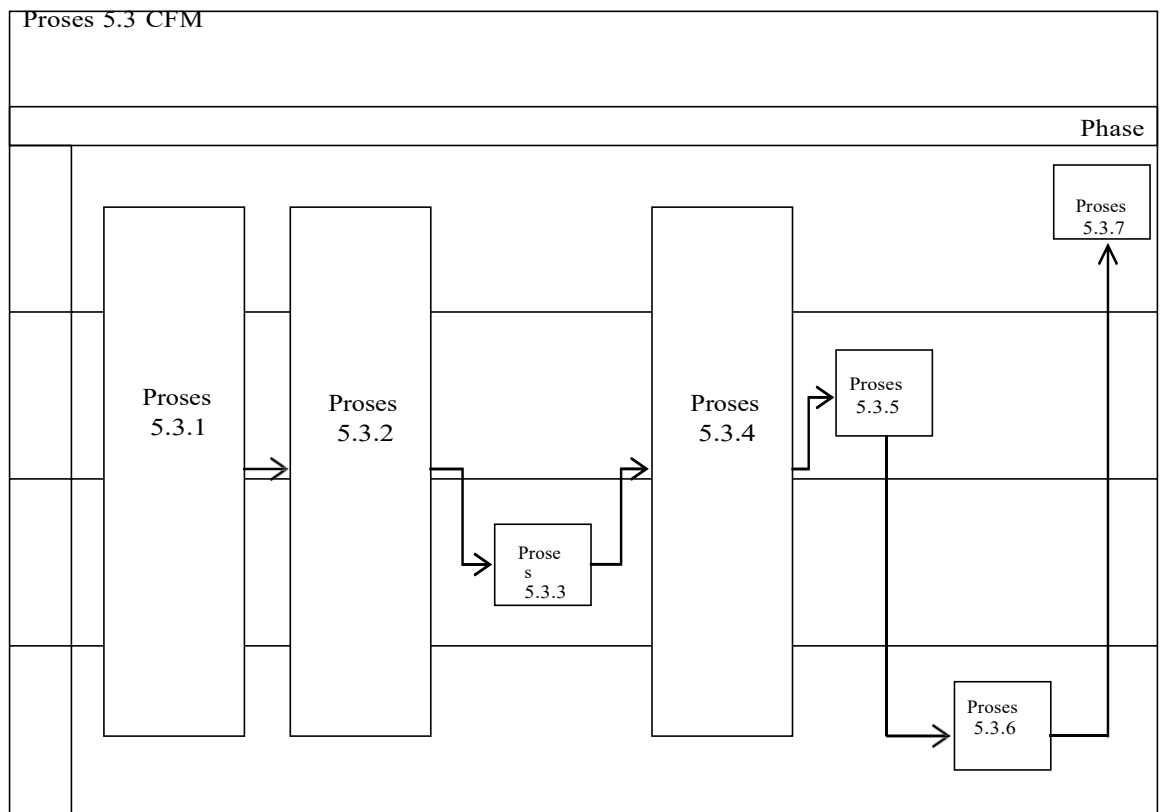 Proses 5.3 CFM
Phase
Proses
5.3.7
Proses
5.3.1
Proses
5.3.2
Proses
5.3.4
Proses
5.3.5
Prose
s
5.3.3
Proses
5.3.6